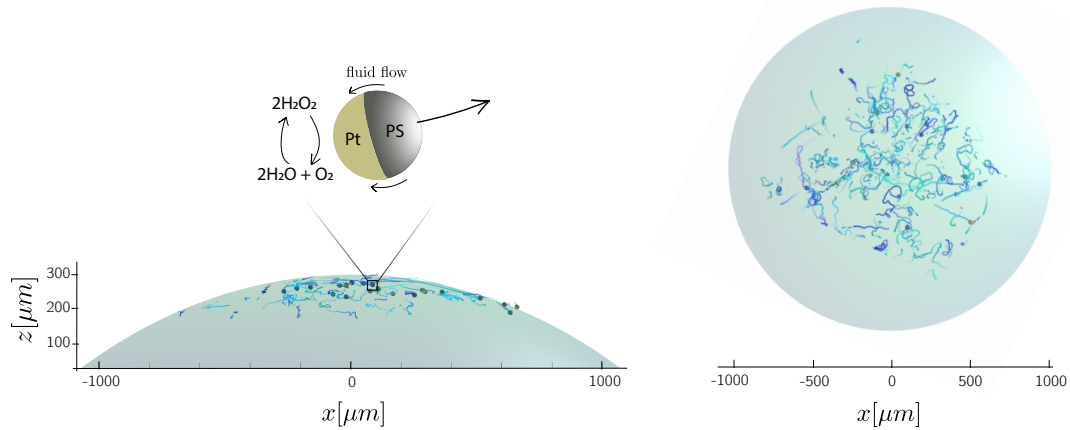 fluid flow
2H₂O₂
Pt
PS
2H₂O + O₂
300
200
100
z[μm]
-1000
0
1000
x[μm]
-1000
-500
0
500
1000
x[μm]